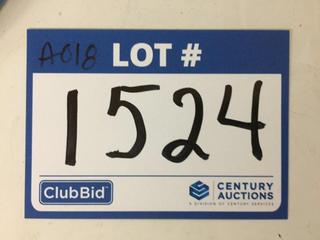 A018 LOT #
1524
ClubBid
CENTURY
AUCTIONS
A DIVISION OF CENTURY SERVICES